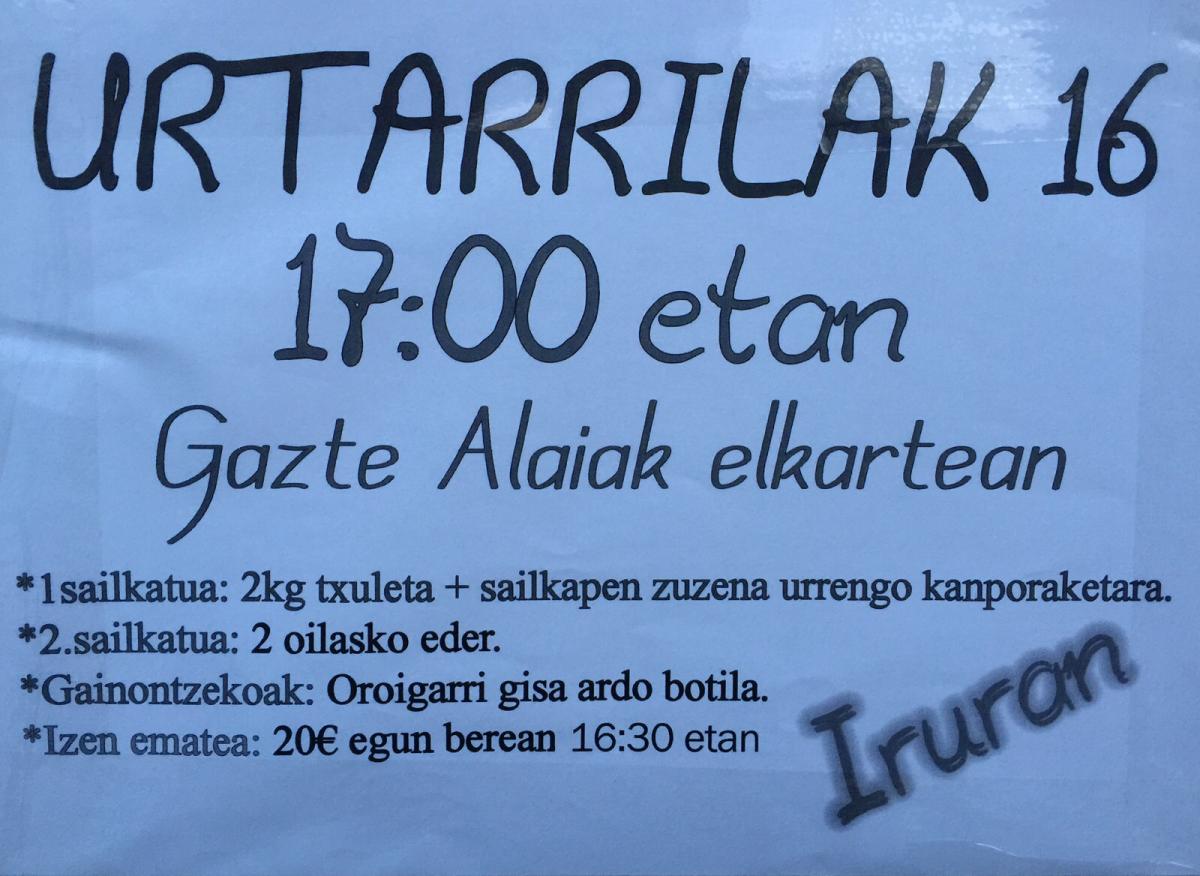 URTARRILAK 16
17:00 etan
Gazte Alaiak elkartean
*1sailkatua: 2kg txuleta + sailkapen zuzena urrengo kanporaketara.
*2.sailkatua: 2 oilasko eder.
*Gainontzekoak: Oroigarri gisa ardo botila.
*Izen ematea: 20€ egun berean 16:30 etan
Iruran